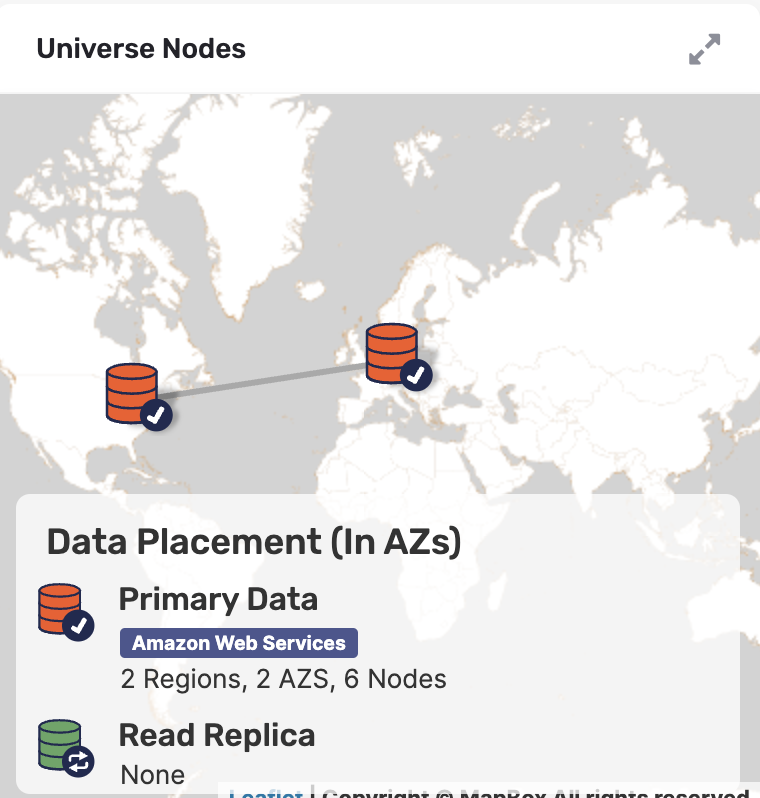 Universe Nodes
Data Placement (In AZs)
Primary Data
Amazon Web Services
2 Regions, 2 AZS, 6 Nodes
Read Replica
None
Leaflet | Copyright © MapBox All rights reserved